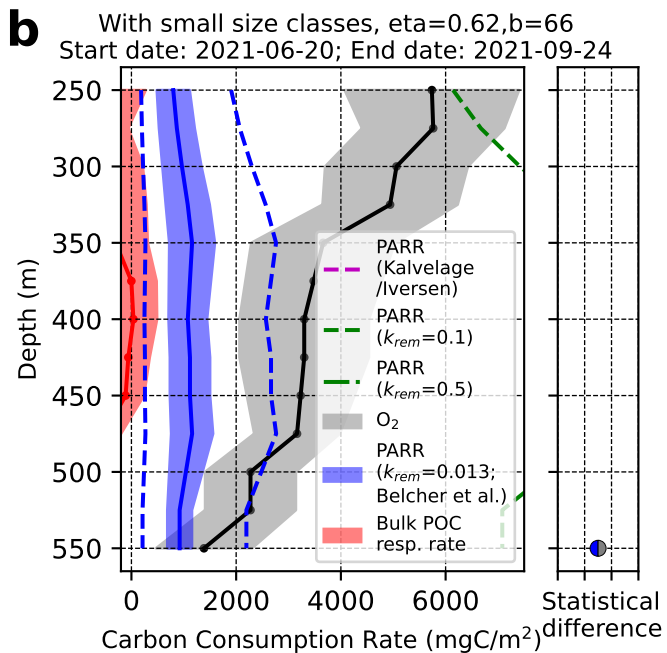 b
With small size classes, eta=0.62,b=66
Start date: 2021-06-20; End date: 2021-09-24
250
300
350
400
450
500
550
Depth (m)
0
2000
4000
6000
Carbon Consumption Rate (mgC/m²)
PARR
(Kalvelage
/Iversen)
PARR
(k_rem=0.1)
PARR
(k_rem=0.5)
O₂
PARR
(k_rem=0.013;
Belcher et al.)
Bulk POC
resp. rate
Statistical
difference